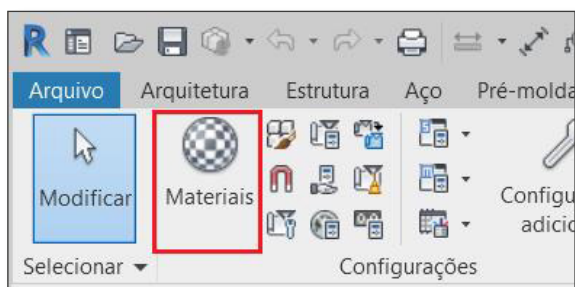 R
Arquivo Arquitetura Estrutura Aço Pré-molda
Modificar
Materiais
Configu
adicio
Selecionar
Configurações